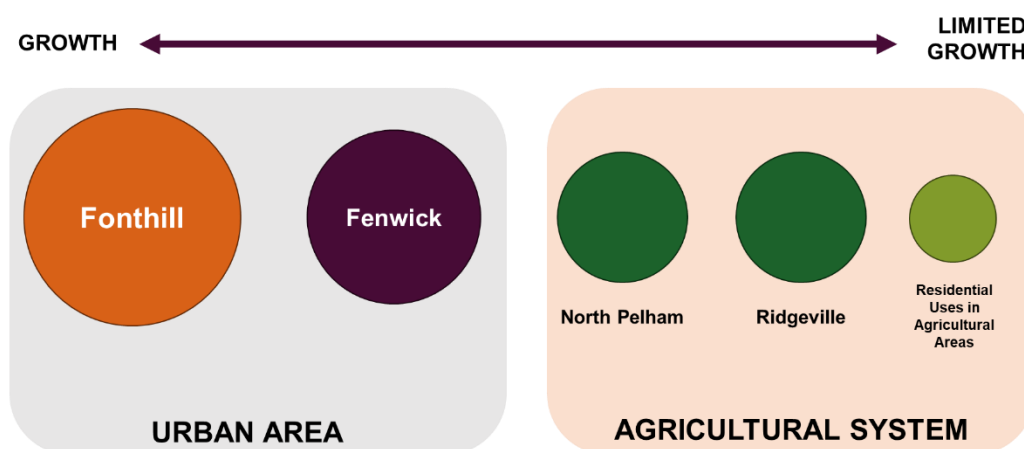 GROWTH
LIMITED
GROWTH
Fonthill
Fenwick
North Pelham
Ridgeville
Residential
Uses in
Agricultural
Areas
URBAN AREA
AGRICULTURAL SYSTEM